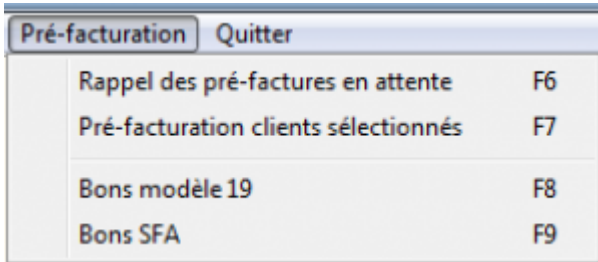 Pré-facturation Quitter
Rappel des pré-factures en attente F6
Pré-facturation clients sélectionnés F7
Bons modèle 19 F8
Bons SFA F9